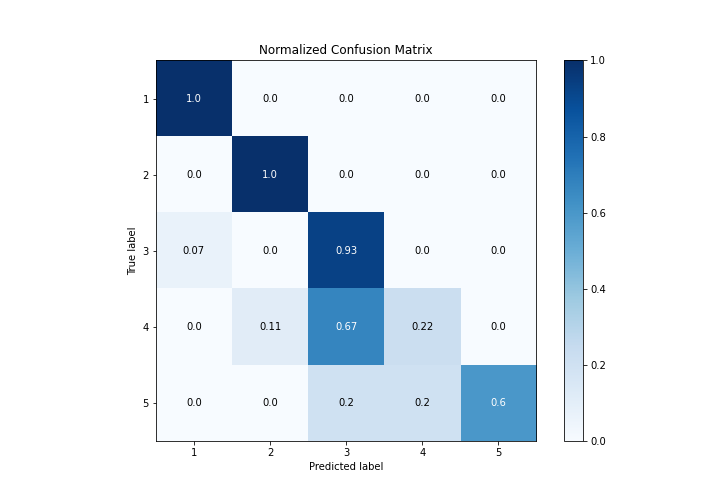 Normalized Confusion Matrix
True label
1 1.0 0.0 0.0 0.0 0.0
2 0.0 1.0 0.0 0.0 0.0
3 0.07 0.0 0.93 0.0 0.0
4 0.0 0.11 0.67 0.22 0.0
5 0.0 0.0 0.2 0.2 0.6
1 2 3 4 5
Predicted label
1.0
0.8
0.6
0.4
0.2
0.0